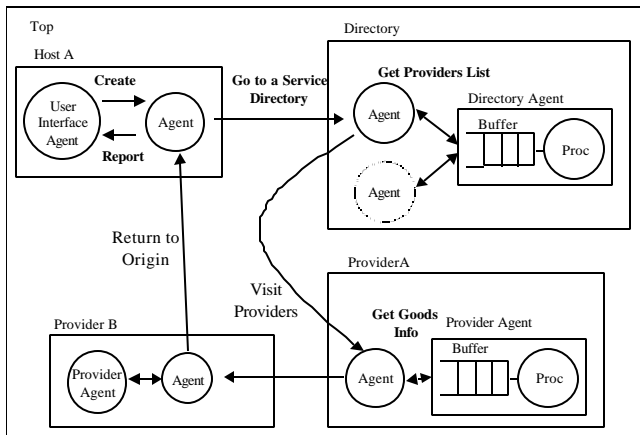 Top
Host A
Create
User
Interface
Agent
Agent
Report
Go to a Service
Directory
Directory
Get Providers List
Agent
Directory Agent
Buffer
Proc
Agent
Return to
Origin
Visit
Providers
Provider B
Provider
Agent
Agent
ProviderA
Get Goods
Info
Provider Agent
Buffer
Agent
Proc